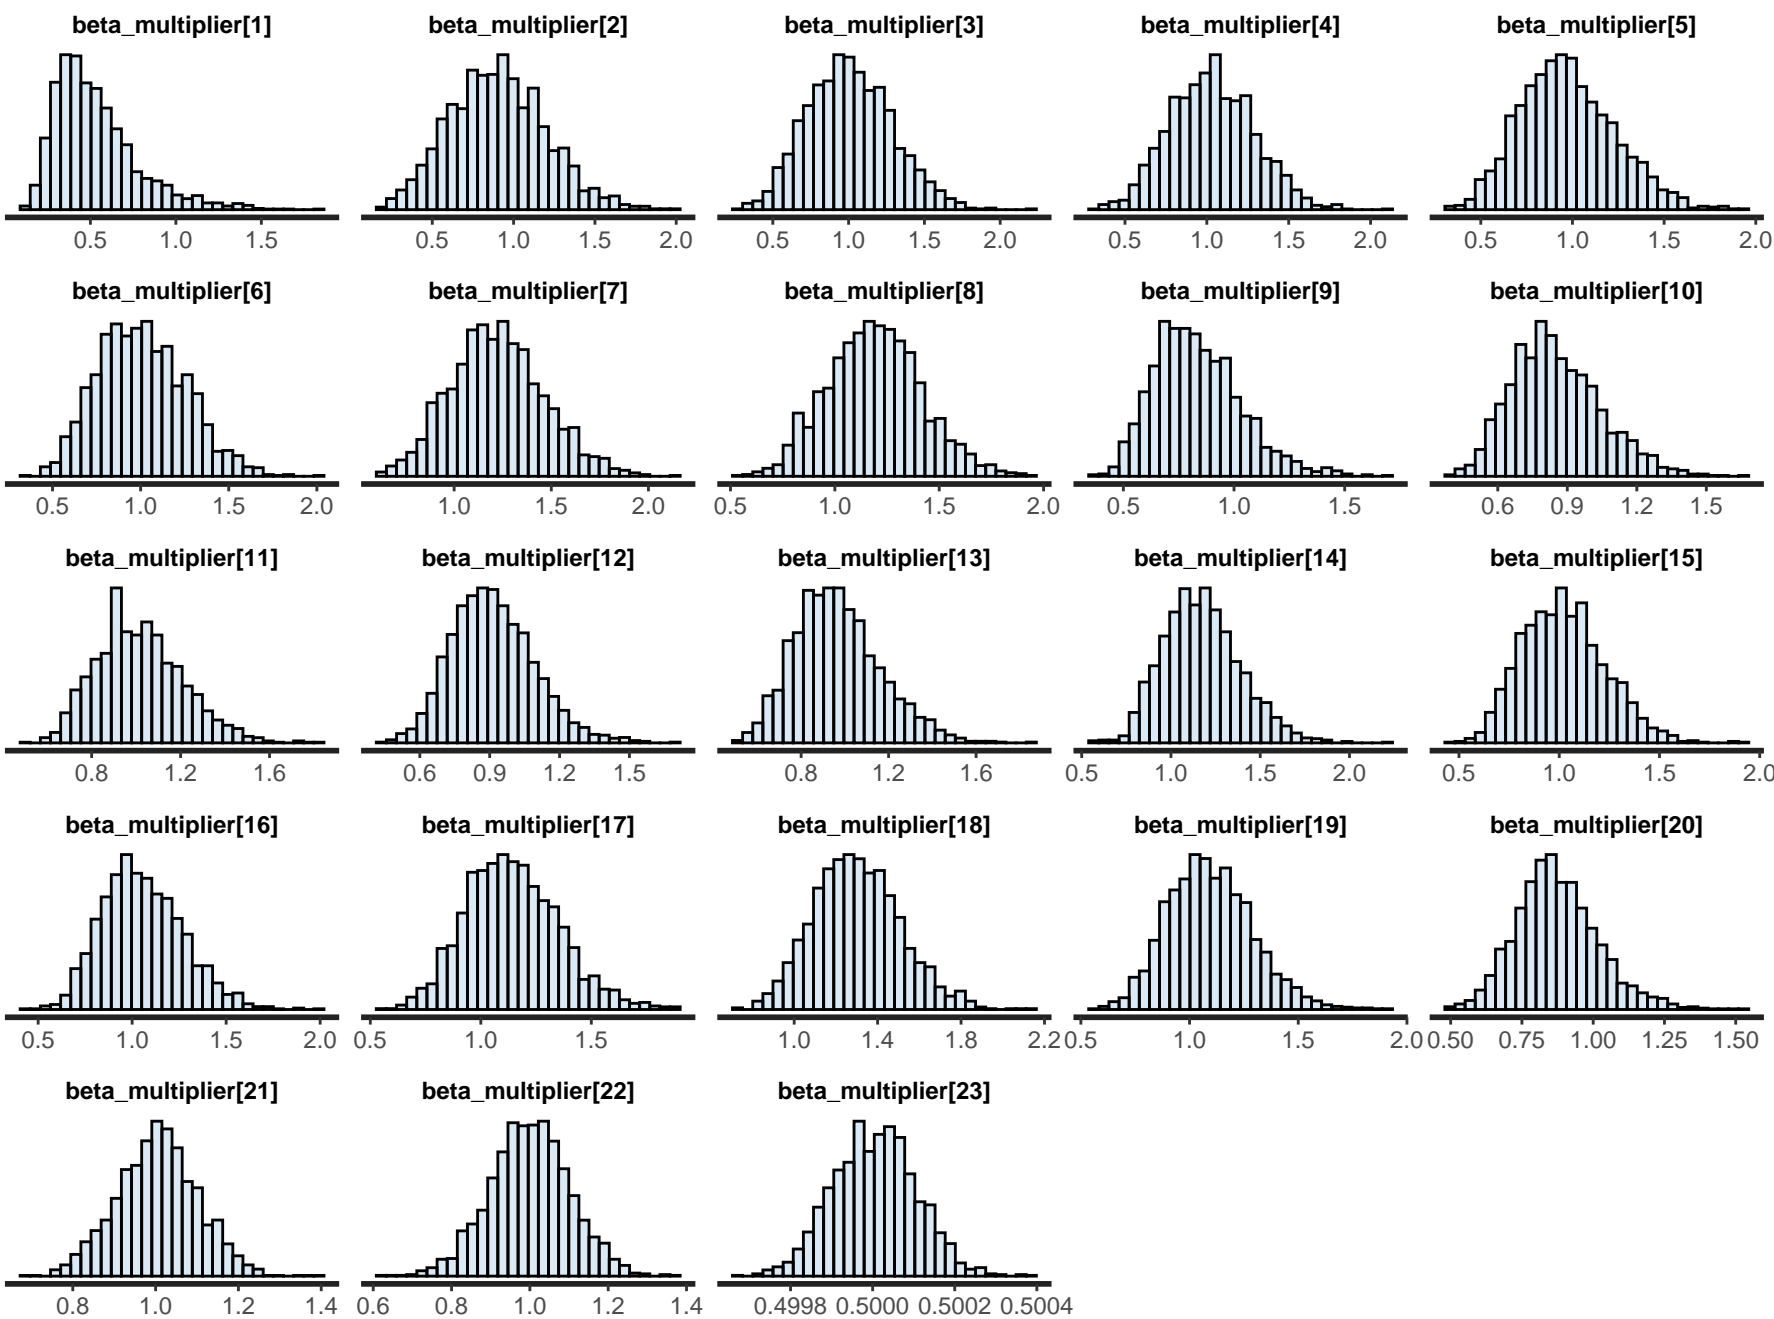 beta_multiplier[1] beta_multiplier[2] beta_multiplier[3] beta_multiplier[4] beta_multiplier[5]
0.5 1.0 1.5 0.5 1.0 1.5 2.0 0.5 1.0 1.5 2.0 0.5 1.0 1.5 2.0 0.5 1.0 1.5 2.0
beta_multiplier[6] beta_multiplier[7] beta_multiplier[8] beta_multiplier[9] beta_multiplier[10]
0.5 1.0 1.5 2.0 1.0 1.5 2.0 0.5 1.0 1.5 2.0 0.5 1.0 1.5 0.6 0.9 1.2 1.5
beta_multiplier[11] beta_multiplier[12] beta_multiplier[13] beta_multiplier[14] beta_multiplier[15]
0.8 1.2 1.6 0.6 0.9 1.2 1.5 0.8 1.2 1.6 0.5 1.0 1.5 2.0 0.5 1.0 1.5 2.0
beta_multiplier[16] beta_multiplier[17] beta_multiplier[18] beta_multiplier[19] beta_multiplier[20]
0.5 1.0 1.5 2.0 0.5 1.0 1.5 1.0 1.4 1.8 2.2 0.5 1.0 1.5 2.0 0.50 0.75 1.00 1.25 1.50
beta_multiplier[21] beta_multiplier[22] beta_multiplier[23]
0.8 1.0 1.2 1.4 0.6 0.8 1.0 1.2 1.4 0.4998 0.5000 0.5002 0.5004